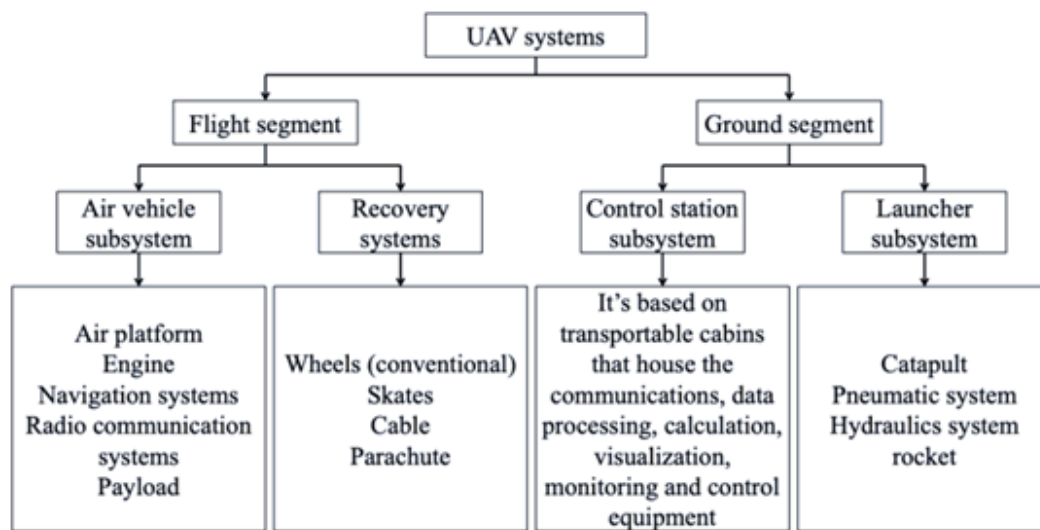 UAV systems
Flight segment
Ground segment
Air vehicle
subsystem
Recovery
systems
Control station
subsystem
Launcher
subsystem
Air platform
Engine
Navigation systems
Radio communication
systems
Payload
Wheels (conventional)
Skates
Cable
Parachute
It's based on
transportable cabins
that house the
communications, data
processing, calculation,
visualization,
monitoring and control
equipment
Catapult
Pneumatic system
Hydraulics system
rocket